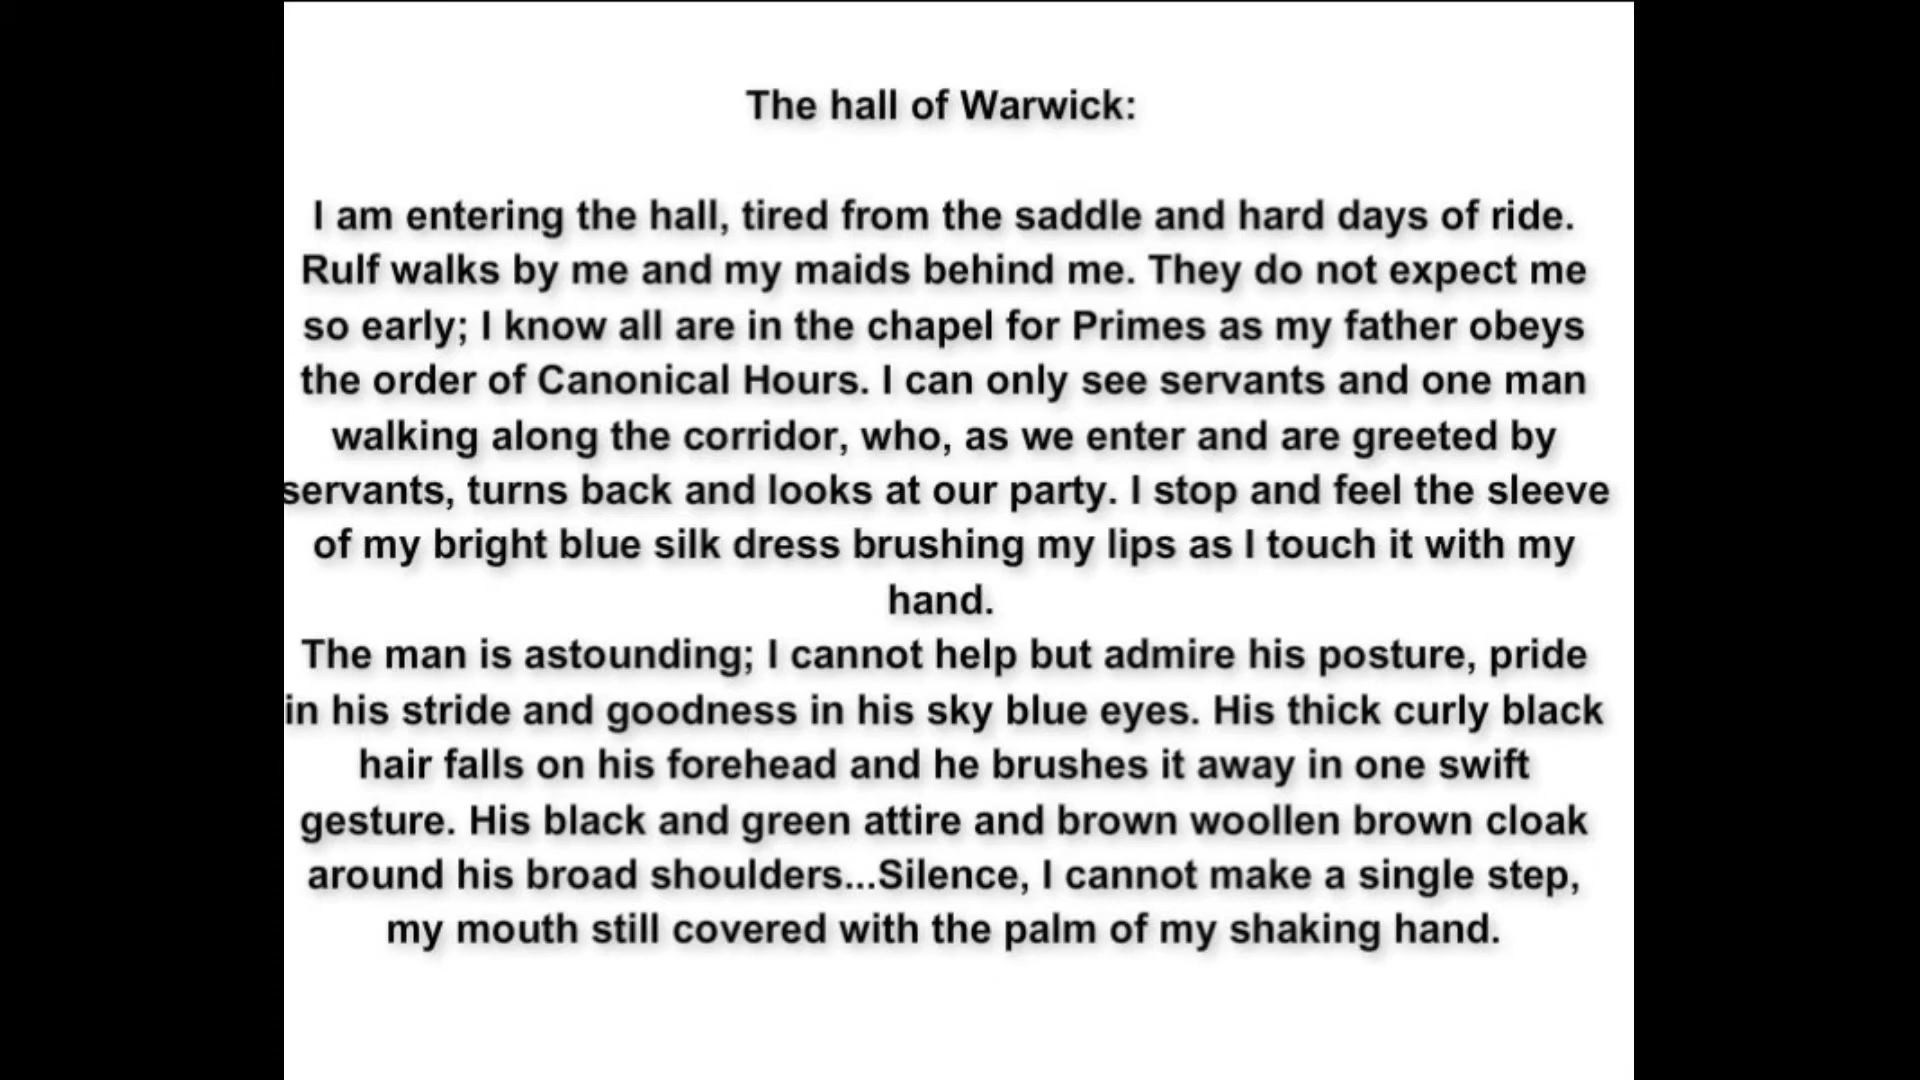 The hall of Warwick:
I am entering the hall, tired from the saddle and hard days of ride.
Rulf walks by me and my maids behind me. They do not expect me
so early; I know all are in the chapel for Primes as my father obeys
the order of Canonical Hours. I can only see servants and one man
walking along the corridor, who, as we enter and are greeted by
servants, turns back and looks at our party. I stop and feel the sleeve
of my bright blue silk dress brushing my lips as I touch it with my
hand.
The man is astounding; I cannot help but admire his posture, pride
in his stride and goodness in his sky blue eyes. His thick curly black
hair falls on his forehead and he brushes it away in one swift
gesture. His black and green attire and brown woollen brown cloak
around his broad shoulders...Silence, I cannot make a single step,
my mouth still covered with the palm of my shaking hand.